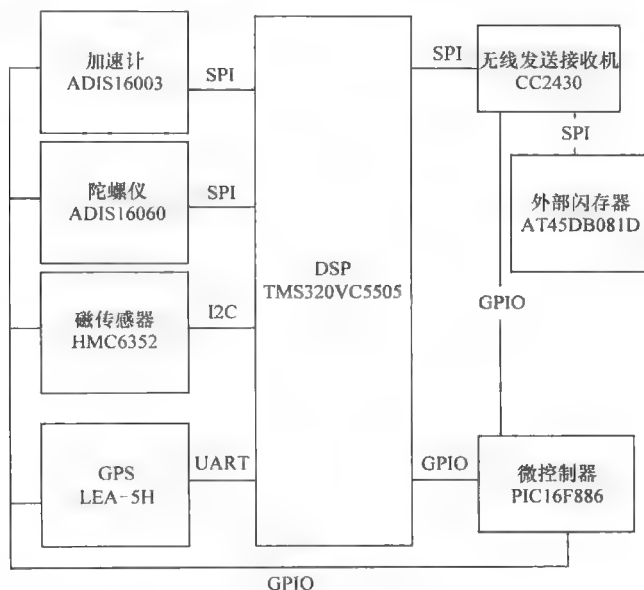 加速计
ADIS16003
SPI
陀螺仪
ADIS16060
SPI
磁传感器
HMC6352
I2C
GPS
LEA-5H
UART
DSP
TMS320VC5505
SPI
无线发送接收机
CC2430
SPI
外部闪存器
AT45DB081D
GPIO
GPIO
微控制器
PIC16F886
GPIO